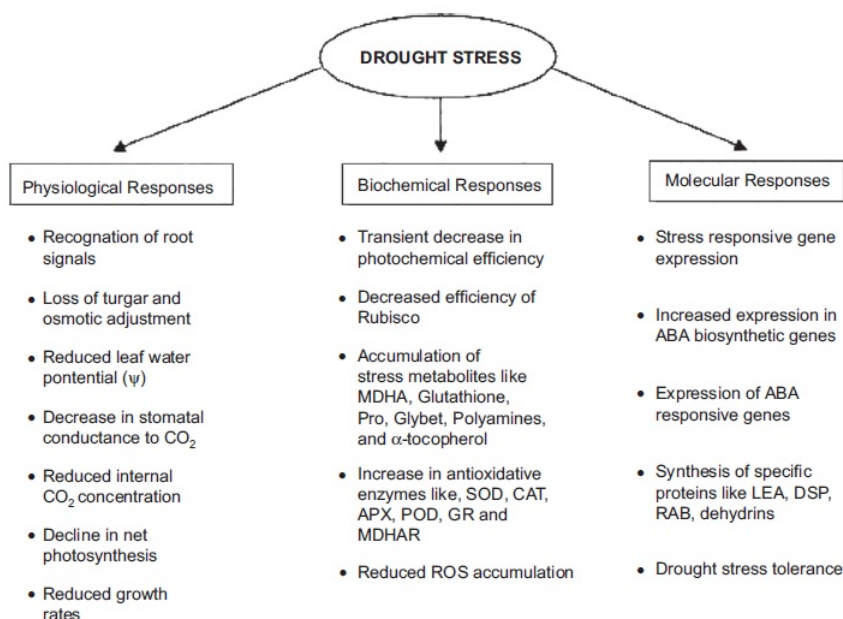 DROUGHT STRESS
Physiological Responses
• Recognation of root
signals
• Loss of turgar and
osmotic adjustment
• Reduced leaf water
pontential (ψ)
• Decrease in stomatal
conductance to CO₂
• Reduced internal
CO₂ concentration
• Decline in net
photosynthesis
• Reduced growth
rates
Biochemical Responses
• Transient decrease in
photochemical efficiency
• Decreased efficiency of
Rubisco
• Accumulation of
stress metabolites like
MDHA, Glutathione,
Pro, Glybet, Polyamines,
and α-tocopherol
• Increase in antioxidative
enzymes like, SOD, CAT,
APX, POD, GR and
MDHAR
• Reduced ROS accumulation
Molecular Responses
• Stress responsive gene
expression
• Increased expression in
ABA biosynthetic genes
• Expression of ABA
responsive genes
• Synthesis of specific
proteins like LEA, DSP,
RAB, dehydrins
• Drought stress tolerance